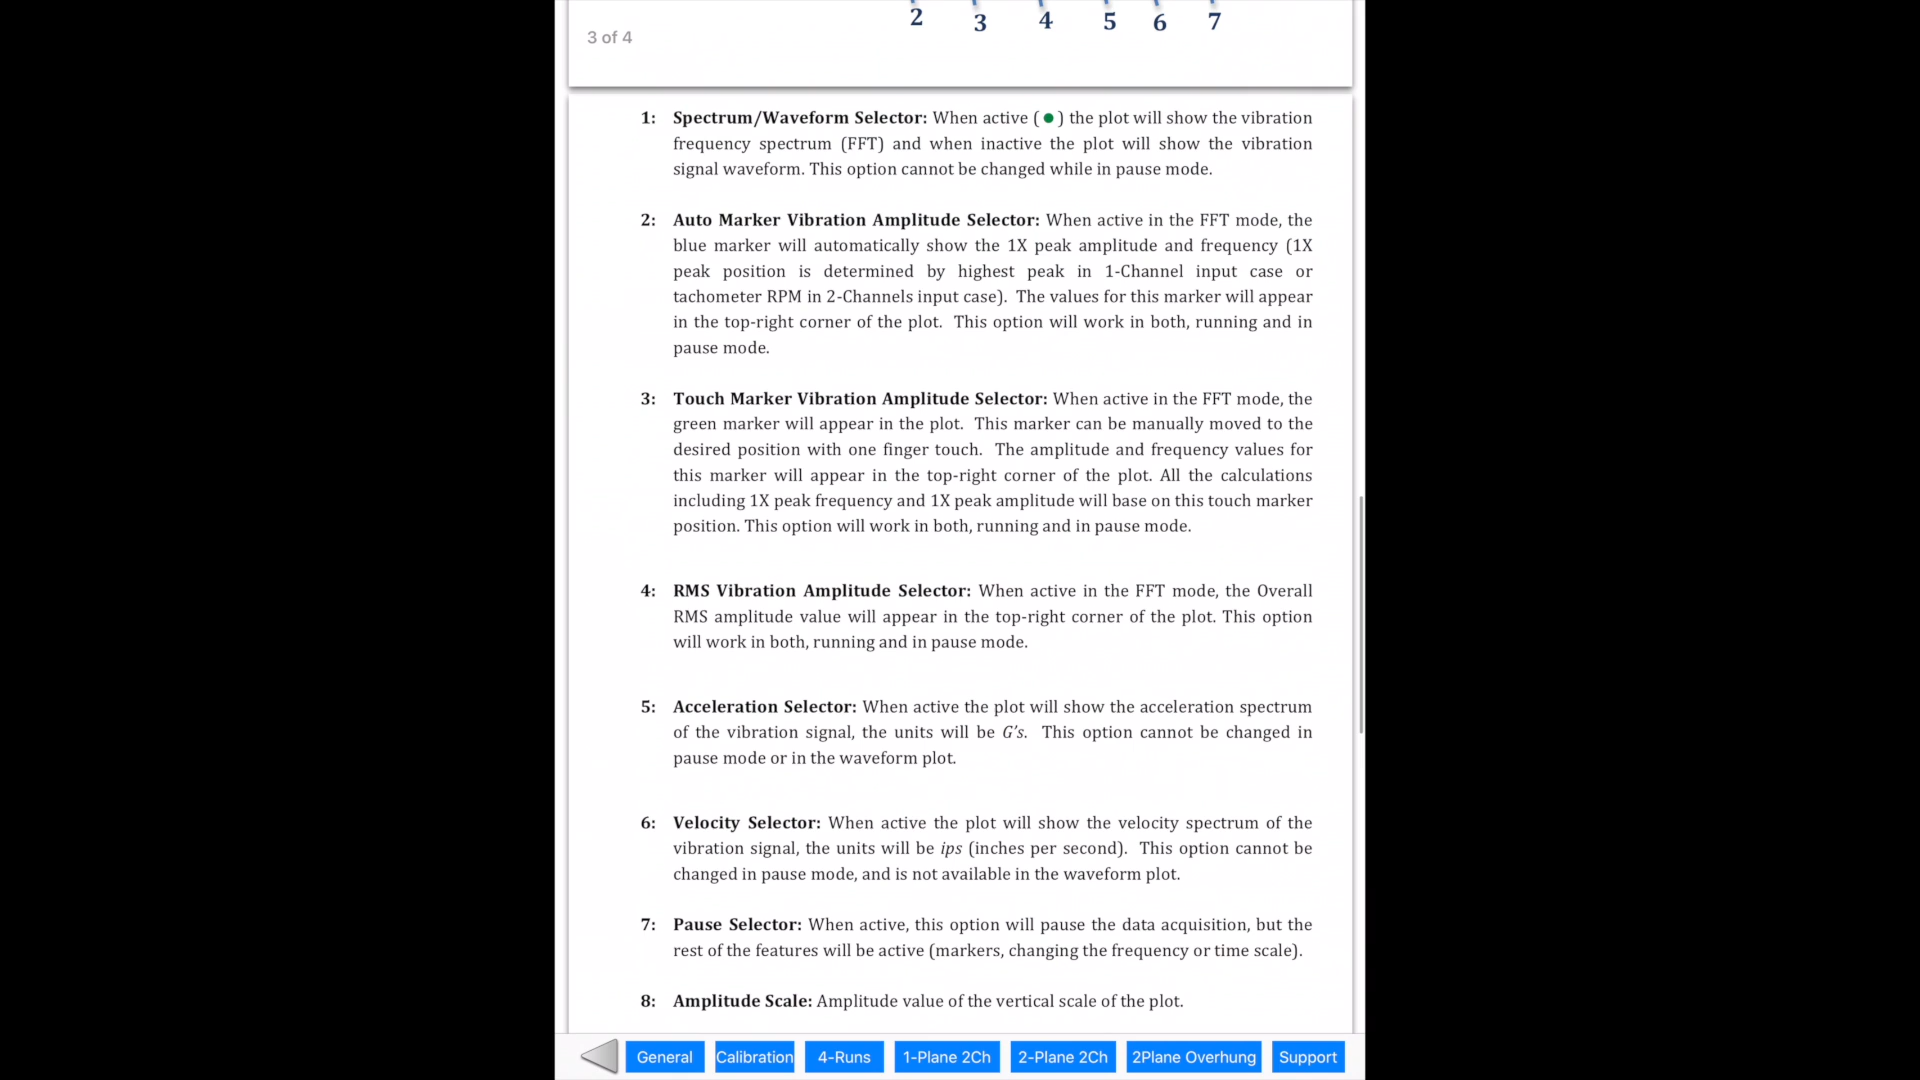 2 3 4 5 6 7
3 of 4
1: Spectrum/Waveform Selector: When active (●) the plot will show the vibration
frequency spectrum (FFT) and when inactive the plot will show the vibration
signal waveform. This option cannot be changed while in pause mode.
2: Auto Marker Vibration Amplitude Selector: When active in the FFT mode, the
blue marker will automatically show the 1X peak amplitude and frequency (1X
peak position is determined by highest peak in 1-Channel input case or
tachometer RPM in 2-Channels input case). The values for this marker will appear
in the top-right corner of the plot. This option will work in both, running and in
pause mode.
3: Touch Marker Vibration Amplitude Selector: When active in the FFT mode, the
green marker will appear in the plot. This marker can be manually moved to the
desired position with one finger touch. The amplitude and frequency values for
this marker will appear in the top-right corner of the plot. All the calculations
including 1X peak frequency and 1X peak amplitude will base on this touch marker
position. This option will work in both, running and in pause mode.
4: RMS Vibration Amplitude Selector: When active in the FFT mode, the Overall
RMS amplitude value will appear in the top-right corner of the plot. This option
will work in both, running and in pause mode.
5: Acceleration Selector: When active the plot will show the acceleration spectrum
of the vibration signal, the units will be G's. This option cannot be changed in
pause mode or in the waveform plot.
6: Velocity Selector: When active the plot will show the velocity spectrum of the
vibration signal, the units will be ips (inches per second). This option cannot be
changed in pause mode, and is not available in the waveform plot.
7: Pause Selector: When active, this option will pause the data acquisition, but the
rest of the features will be active (markers, changing the frequency or time scale).
8: Amplitude Scale: Amplitude value of the vertical scale of the plot.
General Calibration 4-Runs 1-Plane 2Ch 2-Plane 2Ch 2Plane Overhung Support